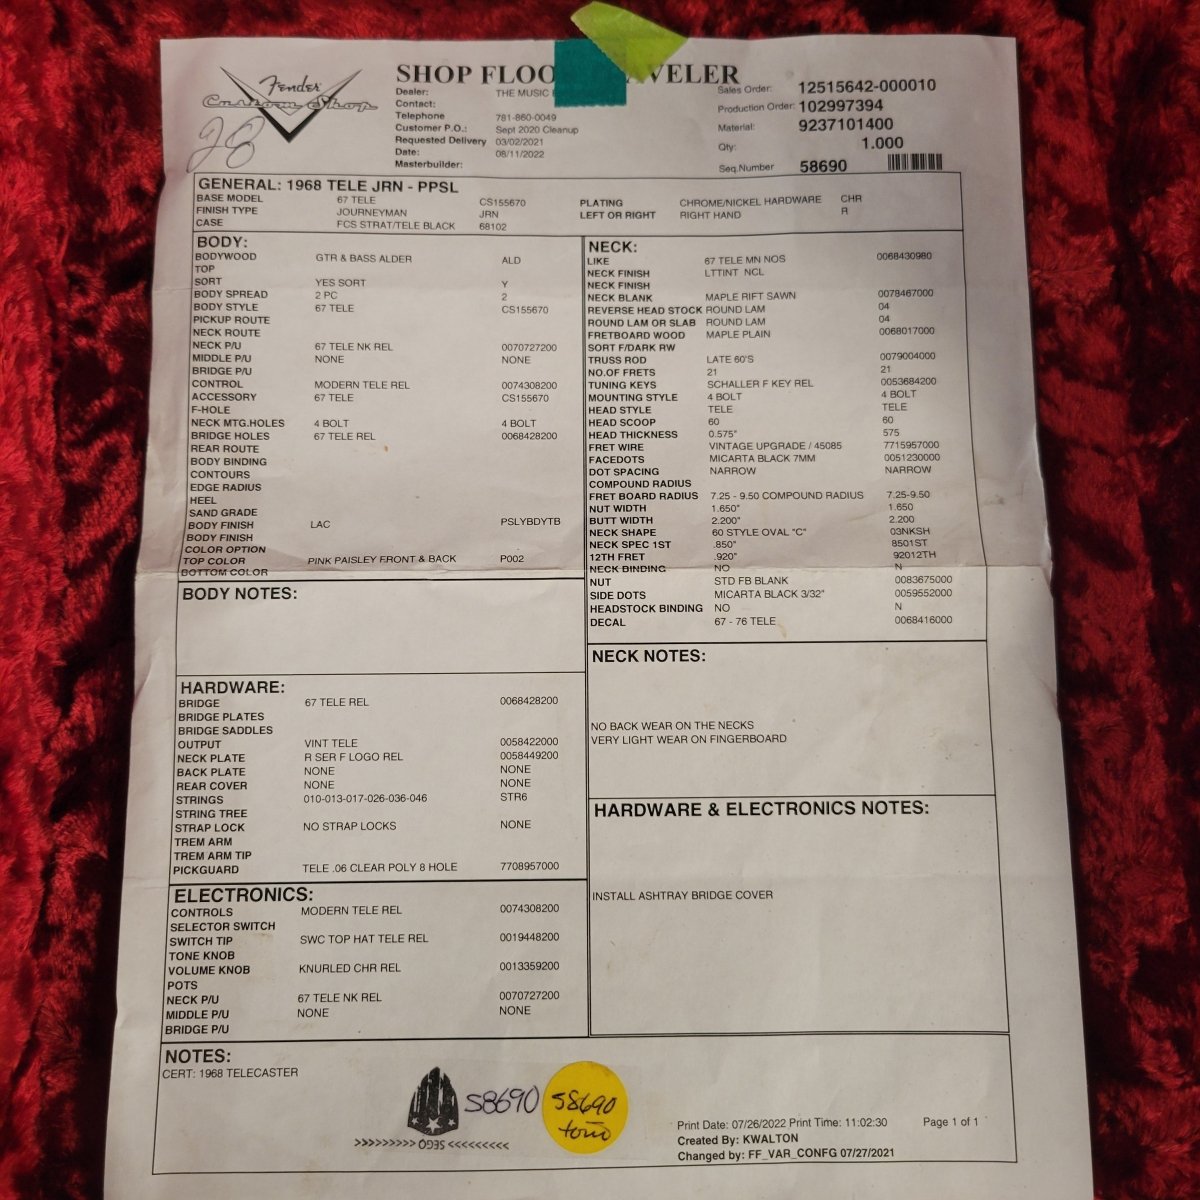 Fender
Custom Shop
SHOP FLOO VELER
Dealer: THE MUSIC
Contact:
Telephone 781-860-0049
Customer P.O.: Sept 2020 Cleanup
Requested Delivery 03/02/2021
Date: 08/11/2022
Masterbuilder:
Sales Order: 12515642-000010
Production Order: 102997394
Material: 9237101400
Qty: 1.000
Seq.Number 58690
GENERAL: 1968 TELE JRN - PPSL
BASE MODEL 67 TELE CS155670 PLATING CHROME/NICKEL HARDWARE CHR
FINISH TYPE JOURNEYMAN JRN LEFT OR RIGHT RIGHT HAND R
CASE FCS STRAT/TELE BLACK 68102
BODY:
BODYWOOD GTR & BASS ALDER ALD
TOP
SORT YES SORT Y
BODY SPREAD 2 PC 2
BODY STYLE 67 TELE CS155670
PICKUP ROUTE
NECK ROUTE
NECK P/U 67 TELE NK REL 0070727200
MIDDLE P/U NONE NONE
BRIDGE P/U
CONTROL MODERN TELE REL 0074308200
ACCESSORY 67 TELE CS155670
F-HOLE
NECK MTG.HOLES 4 BOLT 4 BOLT
BRIDGE HOLES 67 TELE REL 0068428200
REAR ROUTE
BODY BINDING
CONTOURS
EDGE RADIUS
HEEL
SAND GRADE
BODY FINISH LAC PSLYBDYTB
BODY FINISH
COLOR OPTION
TOP COLOR PINK PAISLEY FRONT & BACK P002
BOTTOM COLOR
BODY NOTES:
HARDWARE:
BRIDGE 67 TELE REL 0068428200
BRIDGE PLATES
BRIDGE SADDLES
OUTPUT VINT TELE 0058422000
NECK PLATE R SER F LOGO REL 0058449200
BACK PLATE NONE NONE
REAR COVER NONE NONE
STRINGS 010-013-017-026-036-046 STR6
STRING TREE
STRAP LOCK NO STRAP LOCKS NONE
TREM ARM
TREM ARM TIP
PICKGUARD TELE .06 CLEAR POLY 8 HOLE 7708957000
ELECTRONICS:
CONTROLS MODERN TELE REL 0074308200
SELECTOR SWITCH
SWITCH TIP SWC TOP HAT TELE REL 0019448200
TONE KNOB
VOLUME KNOB KNURLED CHR REL 0013359200
POTS
NECK P/U 67 TELE NK REL 0070727200
MIDDLE P/U NONE NONE
BRIDGE P/U
NECK:
LIKE 67 TELE MN NOS 0068430980
NECK FINISH LTTINT NCL
NECK FINISH
NECK BLANK MAPLE RIFT SAWN 0078467000
REVERSE HEAD STOCK ROUND LAM 04
ROUND LAM OR SLAB ROUND LAM 04
FRETBOARD WOOD MAPLE PLAIN 0068017000
SORT F/DARK RW
TRUSS ROD LATE 60'S 0079004000
NO.OF FRETS 21 21
TUNING KEYS SCHALLER F KEY REL 0053684200
MOUNTING STYLE 4 BOLT 4 BOLT
HEAD STYLE TELE TELE
HEAD SCOOP 60 60
HEAD THICKNESS 0.575" 575
FRET WIRE VINTAGE UPGRADE / 45085 7715957000
FACEDOTS MICARTA BLACK 7MM 0051230000
DOT SPACING NARROW NARROW
COMPOUND RADIUS
FRET BOARD RADIUS 7.25 - 9.50 COMPOUND RADIUS 7.25-9.50
NUT WIDTH 1.650" 1.650
BUTT WIDTH 2.200" 2.200
NECK SHAPE 60 STYLE OVAL "C" 03NKSH
NECK SPEC 1ST .850" 8501ST
12TH FRET .920" 92012TH
NECK BINDING NO N
NUT STD FB BLANK 0083675000
SIDE DOTS MICARTA BLACK 3/32" 0059552000
HEADSTOCK BINDING NO N
DECAL 67 - 76 TELE 0068416000
NECK NOTES:
NO BACK WEAR ON THE NECKS
VERY LIGHT WEAR ON FINGERBOARD
HARDWARE & ELECTRONICS NOTES:
INSTALL ASHTRAY BRIDGE COVER
NOTES:
CERT: 1968 TELECASTER
58690
58690
>>>>>>>>>> <<<<<<<<<<
Print Date: 07/26/2022 Print Time: 11:02:30 Page 1 of 1
Created By: KWALTON
Changed by: FF_VAR_CONFG 07/27/2021